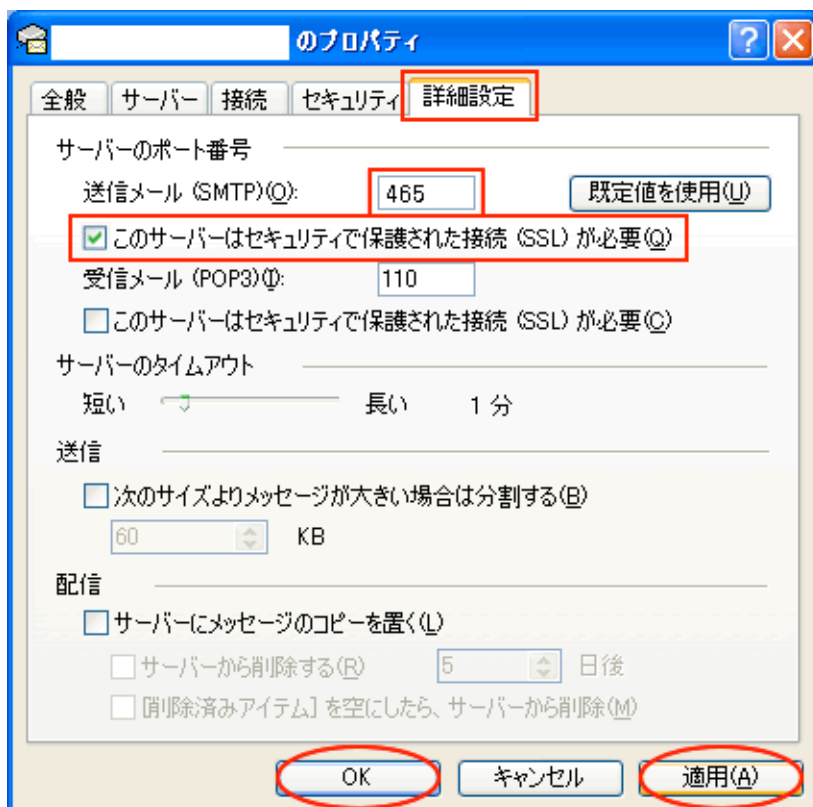 のプロパティ
全般 サーバー 接続 セキュリティ 詳細設定
サーバーのポート番号
送信メール (SMTP)(O): 465 既定値を使用(U)
このサーバーはセキュリティで保護された接続 (SSL) が必要(Q)
受信メール (POP3)(I): 110
このサーバーはセキュリティで保護された接続 (SSL) が必要(C)
サーバーのタイムアウト
短い 長い 1 分
送信
次のサイズよりメッセージが大きい場合は分割する(B)
60 KB
配信
サーバーにメッセージのコピーを置く(L)
サーバーから削除する(R) 5 日後
[削除済みアイテム] を空にしたら、サーバーから削除(M)
OK キャンセル 適用(A)